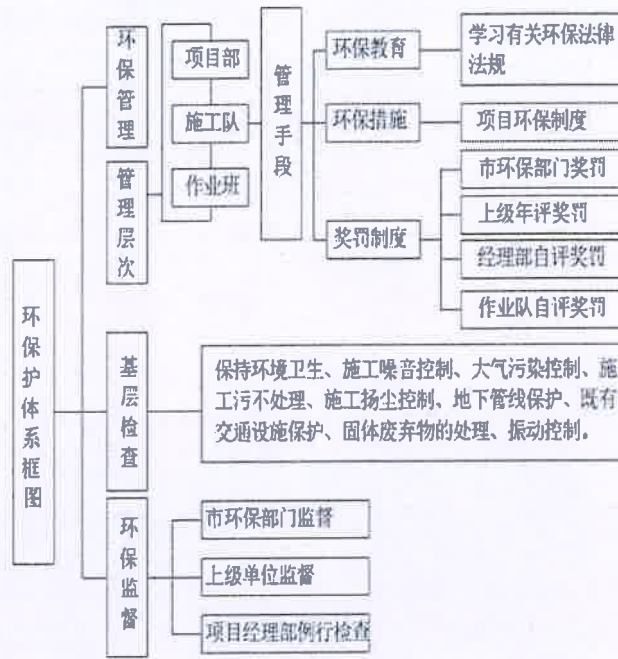 环保护体系框图
环保管理
管理层次
项目部
施工队
作业班
管理手段
环保教育
学习有关环保法律
法规
环保措施
项目环保制度
奖罚制度
市环保部门奖罚
上级年评奖罚
经理部自评奖罚
作业队自评奖罚
基层检查
保持环境卫生、施工噪音控制、大气污染控制、施
工污不处理、施工扬尘控制、地下管线保护、既有
交通设施保护、固体废弃物的处理、振动控制.
环保监督
市环保部门监督
上级单位监督
项目经理部例行检查